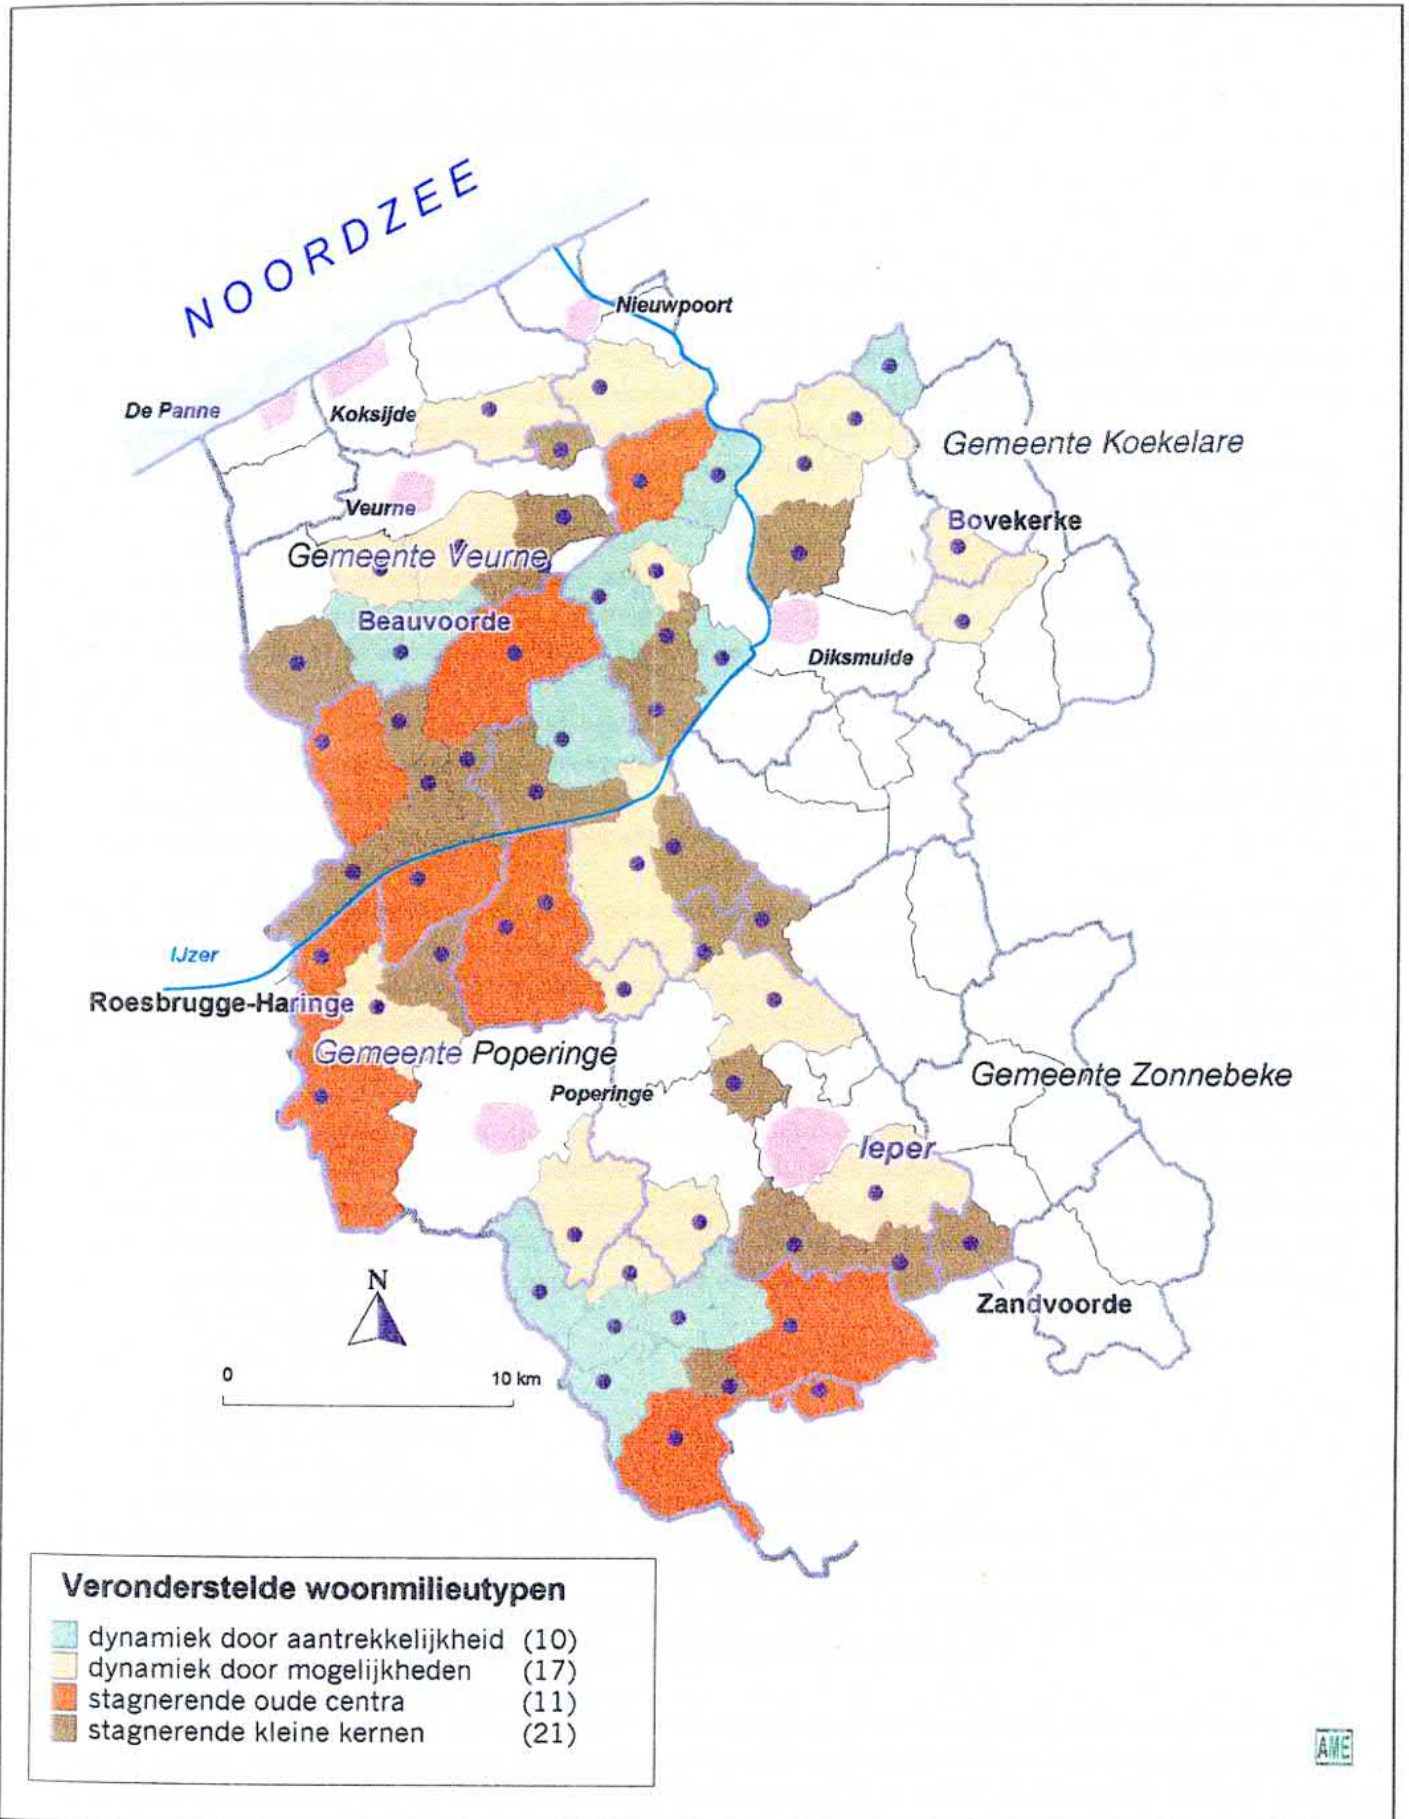 NOORDZEE
Nieuwpoort
De Panne
Koksijde
Gemeente Koekelare
Veurne
Bovekerke
Gemeente Veurne
Beauvoorde
Diksmuide
IJzer
Roesbrugge-Haringe
Gemeente Poperinge
Gemeente Zonnebeke
Poperinge
Ieper
N
Zandvoorde
0 10 km
Veronderstelde woonmilieutypen
dynamiek door aantrekkelijkheid (10)
dynamiek door mogelijkheden (17)
stagnerende oude centra (11)
stagnerende kleine kernen (21)
AME